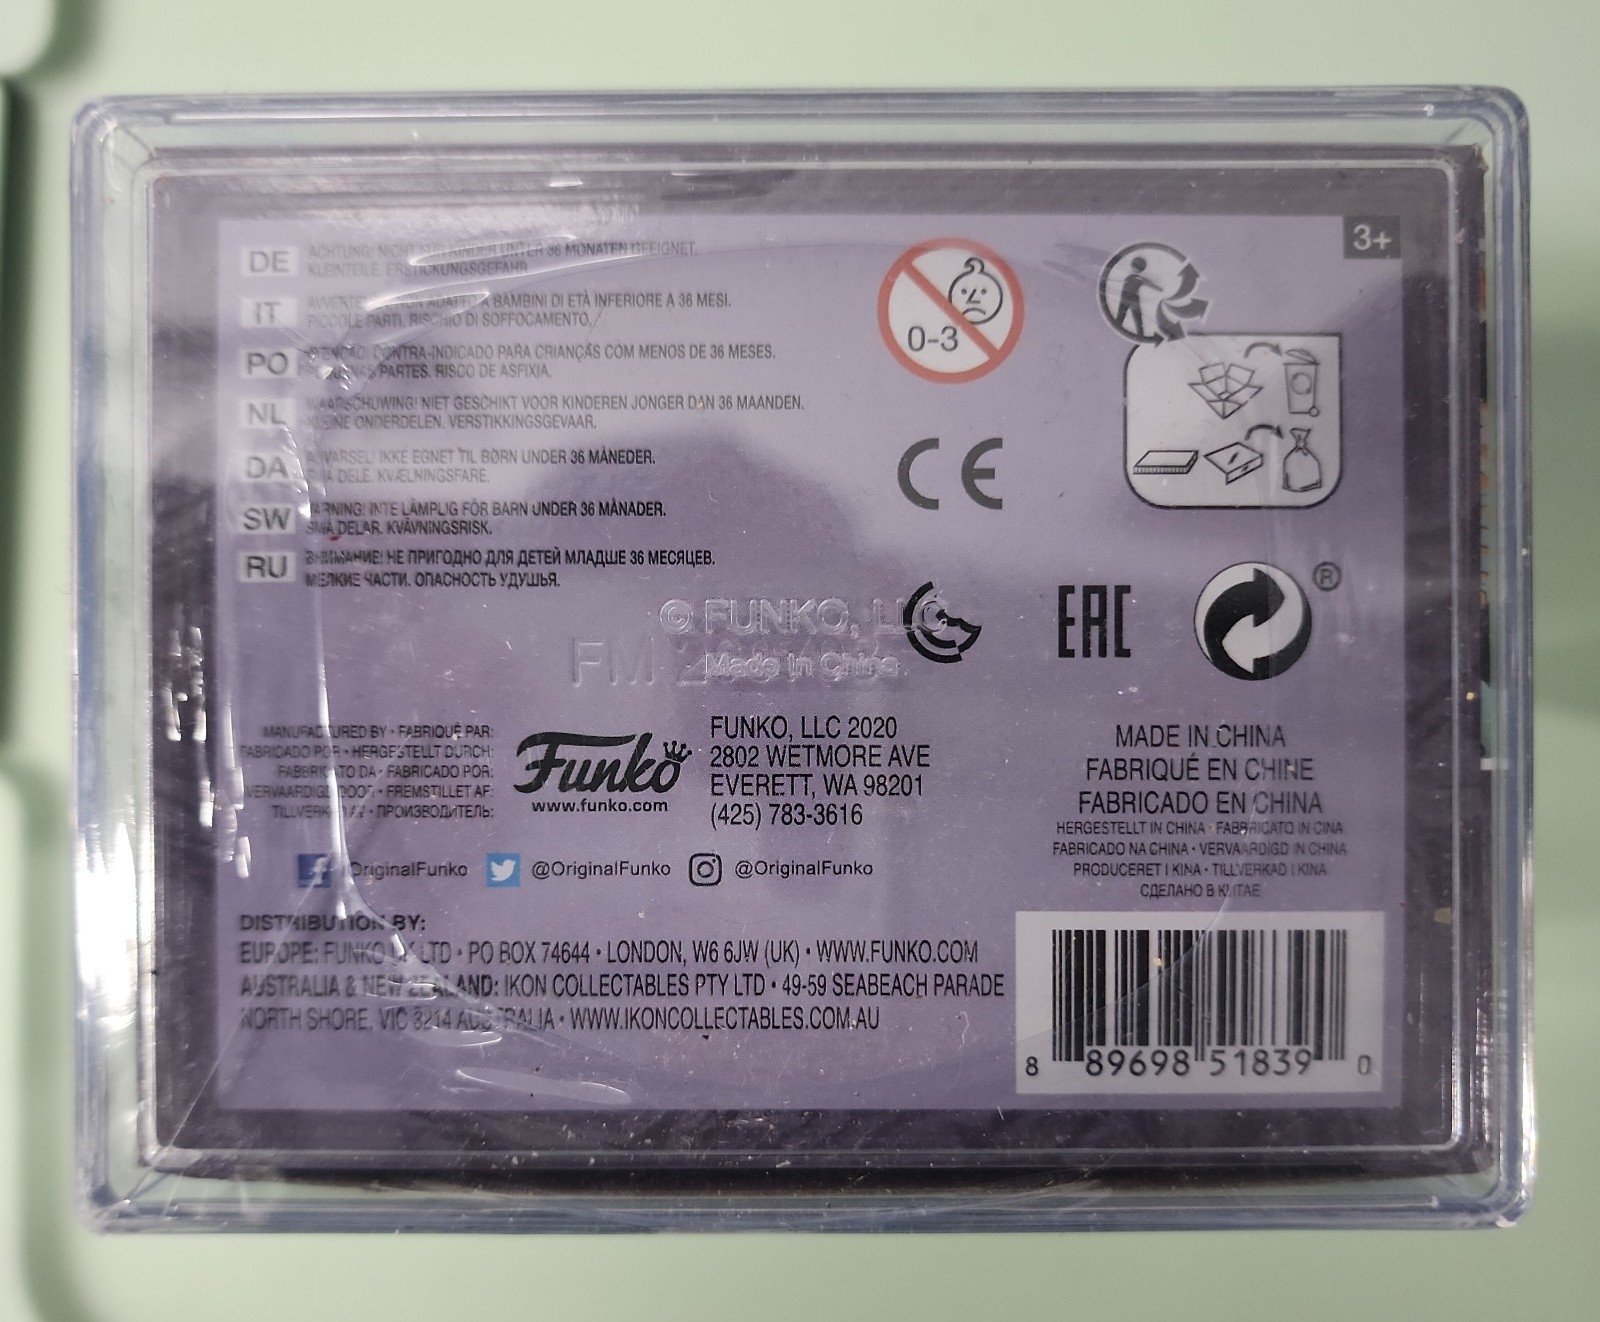 3+
DE ACHTUNG! NICHT FÜR KINDER UNTER 36 MONATEN GEEIGNET.
KLEINTEILE. ERSTICKUNGSGEFAHR
IT A BAMBINI DI ETÀ INFERIORE A 36 MESI.
PICCOLE PARTI. RISCHIO DI SOFFOCAMENTO.
PO CONTRA-INDICADO PARA CRIANÇAS COM MENOS DE 36 MESES.
PARTES. RISCO DE ASFIXIA.
NL WAARSCHUWING! NIET GESCHIKT VOOR KINDEREN JONGER DAN 36 MAANDEN.
KLEINE ONDERDELEN. VERSTIKKINGSGEVAAR.
DA IKKE EGNET TIL BØRN UNDER 36 MÅNEDER.
DELE. KVÆLNINGSFARE.
SW WARNING! INTE LÄMPLIG FÖR BARN UNDER 36 MÅNADER.
SMÅ DELAR. KVÄVNINGSRISK.
RU ВНИМАНИЕ! НЕ ПРИГОДНО ДЛЯ ДЕТЕЙ МЛАДШЕ 36 МЕСЯЦЕВ.
МЕЛКИЕ ЧАСТИ. ОПАСНОСТЬ УДУШЬЯ.
0-3
CE
EAC
®
© FUNKO, LLC
Made In China
MANUFACTURED BY • FABRIQUÉ PAR:
FABRICADO POR • HERGESTELLT DURCH:
FABBRICATO DA • FABRICADO POR:
VERVAARDIGD DOOR • FREMSTILLET AF:
TILLVERKAD AV • ПРОИЗВОДИТЕЛЬ:
Funko
www.funko.com
FUNKO, LLC 2020
2802 WETMORE AVE
EVERETT, WA 98201
(425) 783-3616
MADE IN CHINA
FABRIQUÉ EN CHINE
FABRICADO EN CHINA
HERGESTELLT IN CHINA • FABBRICATO IN CINA
FABRICADO NA CHINA • VERVAARDIGD IN CHINA
PRODUCERET I KINA • TILLVERKAD I KINA
СДЕЛАНО В КИТАЕ
OriginalFunko @OriginalFunko @OriginalFunko
DISTRIBUTION BY:
EUROPE: FUNKO UK LTD • PO BOX 74644 • LONDON, W6 6JW (UK) • WWW.FUNKO.COM
AUSTRALIA & NEW ZEALAND: IKON COLLECTABLES PTY LTD • 49-59 SEABEACH PARADE
NORTH SHORE, VIC 3214 AUSTRALIA • WWW.IKONCOLLECTABLES.COM.AU
8 89698 51839 0